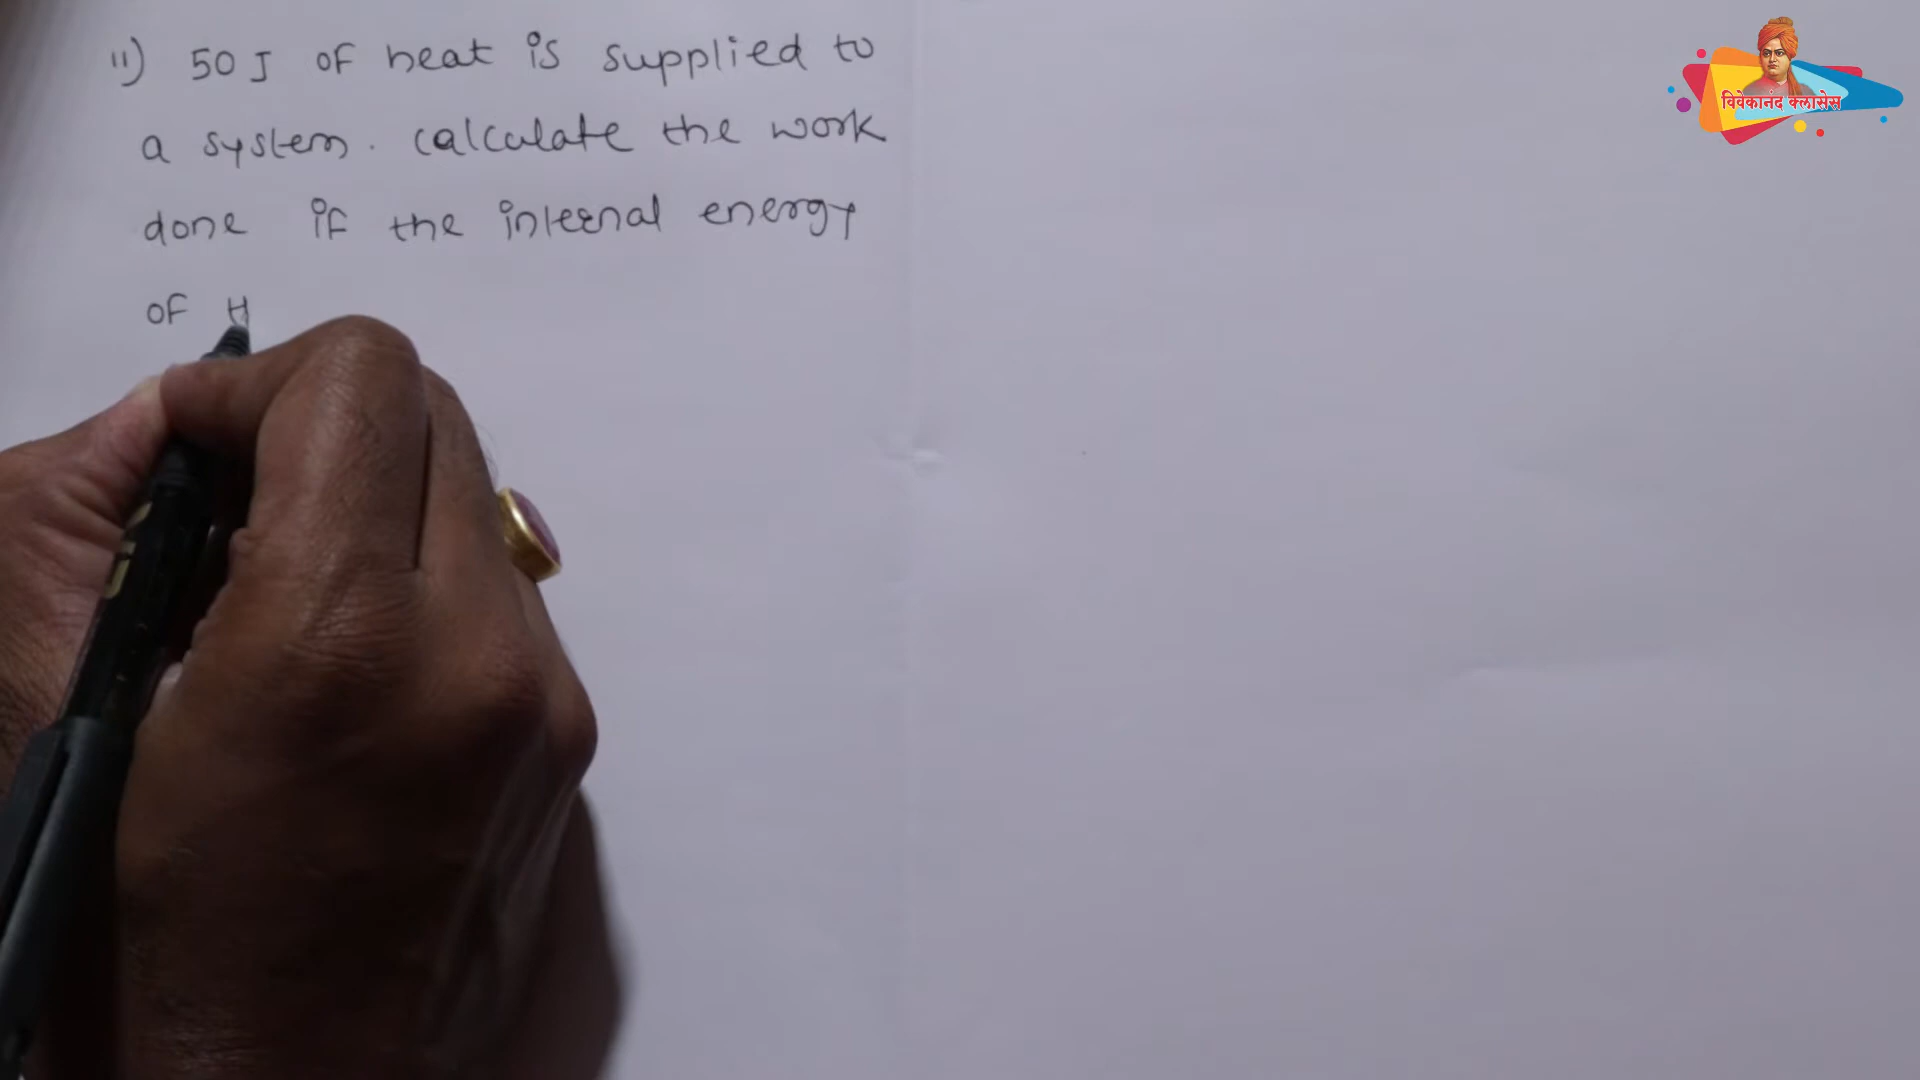 11) 50 J of heat is supplied to
a system. calculate the work
done if the internal energy
of
विवेकानंद क्लासेस